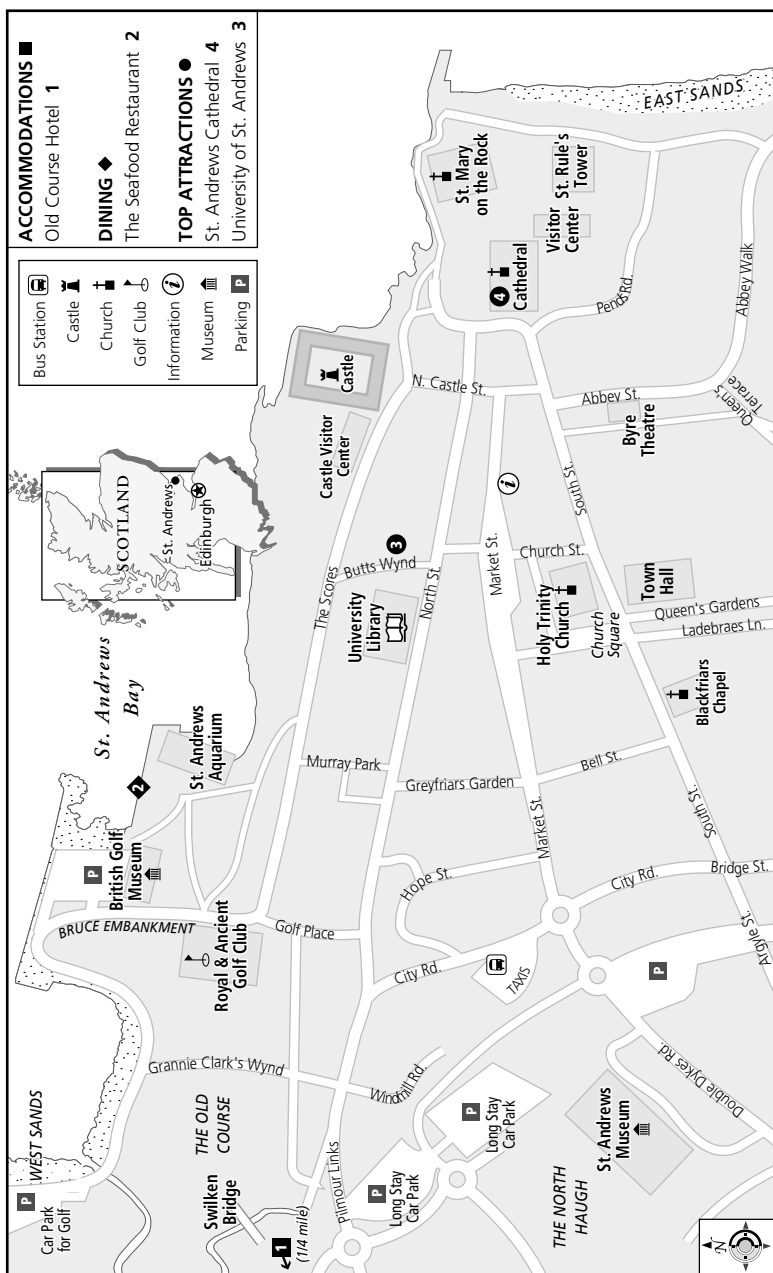 ACCOMMODATIONS ■
Old Course Hotel 1
DINING ◆
The Seafood Restaurant 2
TOP ATTRACTIONS ●
St. Andrews Cathedral 4
University of St. Andrews 3
Bus Station
Castle
Church
Golf Club
Information
i
Museum
Parking
P
SCOTLAND
St. Andrews
Edinburgh
St. Andrews
Bay
WEST SANDS
P
Car Park
for Golf
THE OLD
COURSE
Swilken
Bridge
1
(1/4 mile)
Pilmour Links
Grannie Clark's Wynd
Windmill Rd.
P
Long Stay
Car Park
P
Long Stay
Car Park
THE NORTH
HAUGH
St. Andrews
Museum
Double Dykes Rd.
N
BRUCE EMBANKMENT
P
British Golf
Museum
Royal & Ancient
Golf Club
Golf Place
City Rd.
TAXIS
P
Argyle St.
2
St. Andrews
Aquarium
Murray Park
Greyfriars Garden
Hope St.
Market St.
City Rd.
Bridge St.
Bell St.
South St.
The Scores
Butts Wynd
3
University
Library
North St.
Market St.
i
Church St.
Holy Trinity
Church
Church
Square
Town
Hall
Queen's Gardens
Ladebraes Ln.
Blackfriars
Chapel
Castle
Castle Visitor
Center
N. Castle St.
South St.
Abbey St.
Byre
Theatre
Queen's
Terrace
Abbey Walk
Pends Rd.
St. Mary
on the Rock
4
Cathedral
Visitor
Center
St. Rule's
Tower
EAST SANDS